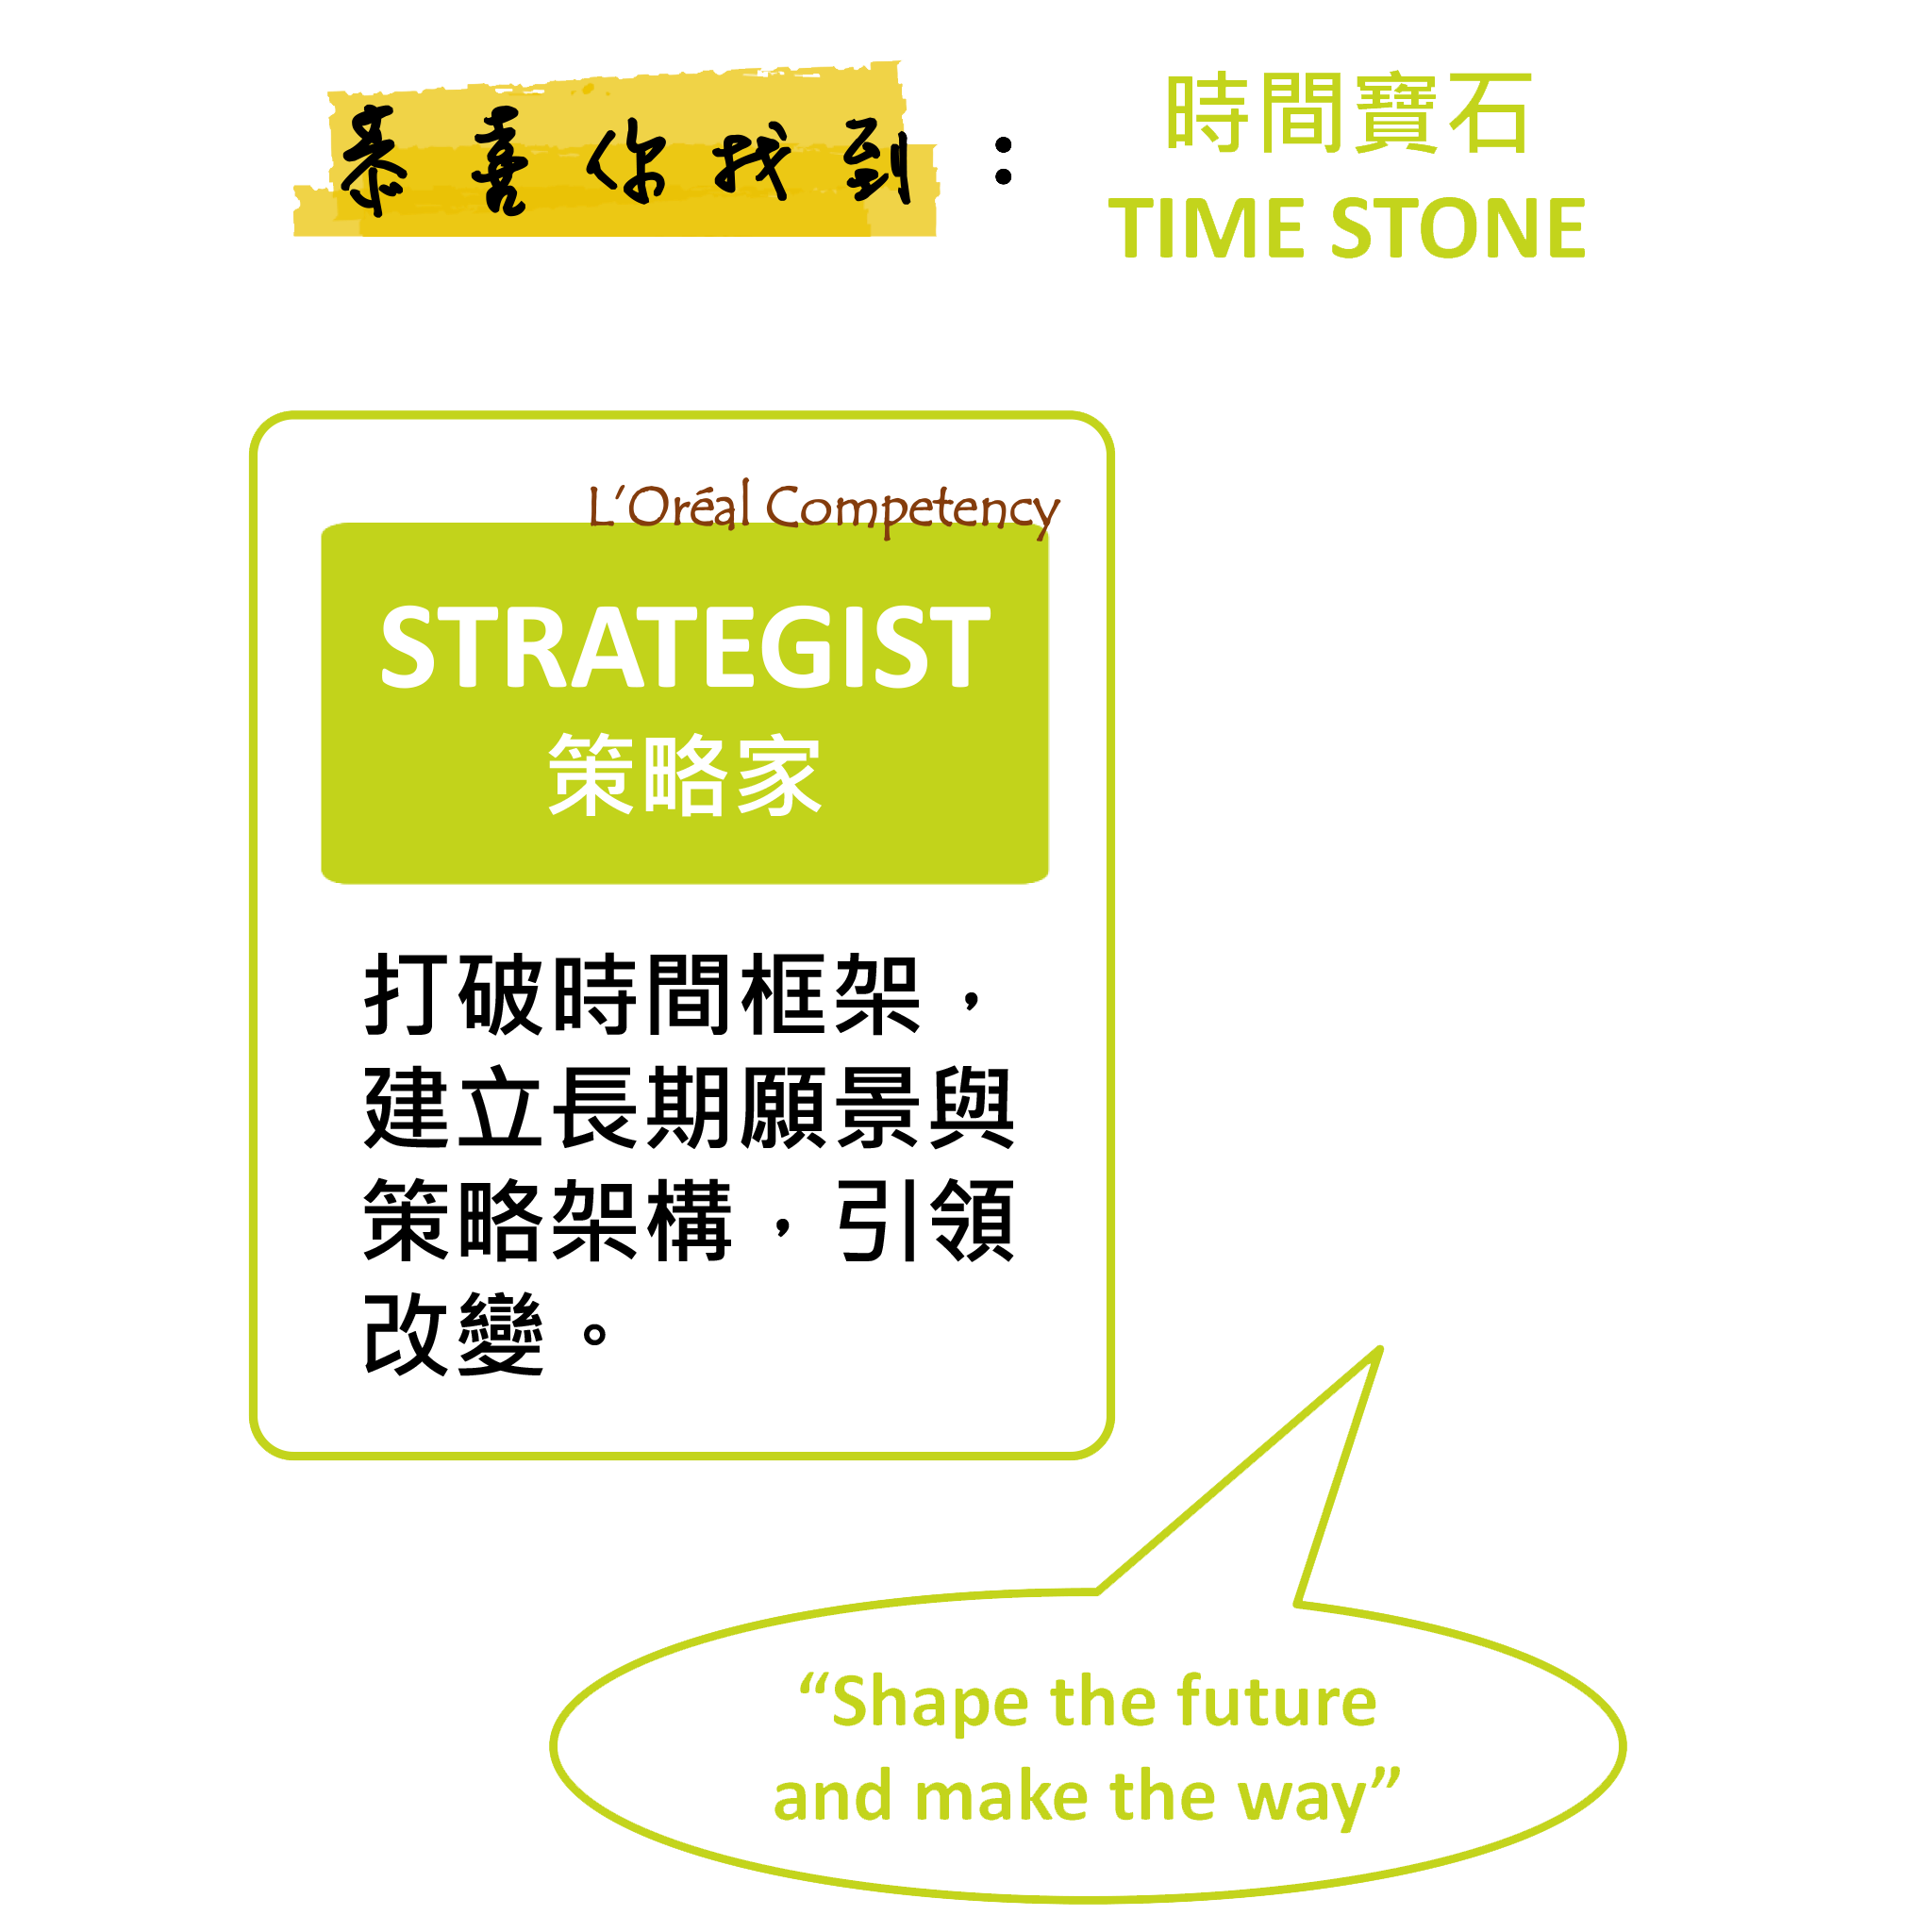 恭喜你找到：
時間寶石
TIME STONE
L'Oréal Competency
STRATEGIST
策略家
打破時間框架，
建立長期願景與
策略架構，引領
改變。
“Shape the future
and make the way”